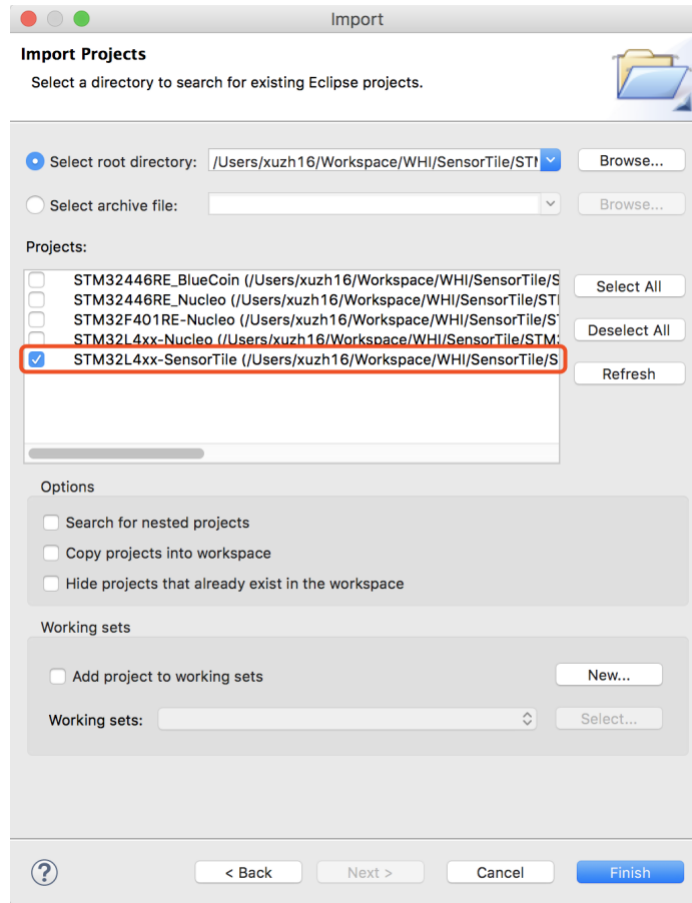 Import
Import Projects
Select a directory to search for existing Eclipse projects.
Select root directory: /Users/xuzh16/Workspace/WHI/SensorTile/STM Browse...
Select archive file: Browse...
Projects:
STM32446RE_BlueCoin (/Users/xuzh16/Workspace/WHI/SensorTile/S
STM32446RE_Nucleo (/Users/xuzh16/Workspace/WHI/SensorTile/STI
STM32F401RE-Nucleo (/Users/xuzh16/Workspace/WHI/SensorTile/S
STM32L4xx-Nucleo (/Users/xuzh16/Workspace/WHI/SensorTile/STM
STM32L4xx-SensorTile (/Users/xuzh16/Workspace/WHI/SensorTile/S
Select All
Deselect All
Refresh
Options
Search for nested projects
Copy projects into workspace
Hide projects that already exist in the workspace
Working sets
Add project to working sets New...
Working sets: Select...
? < Back Next > Cancel Finish